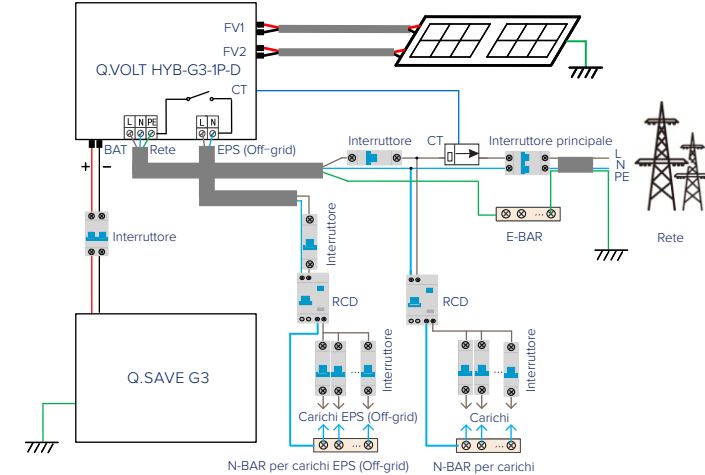 FV1
FV2
Q.VOLT HYB-G3-1P-D
CT
L N PE
L N
BAT
Rete
EPS (Off-grid)
+
–
Interruttore
CT
Interruttore principale
L
N
PE
Interruttore
Interruttore
E-BAR
Rete
RCD
RCD
Q.SAVE G3
...
Interruttore
...
Interruttore
Carichi EPS (Off-grid)
Carichi
...
...
...
N-BAR per carichi EPS (Off-grid)
N-BAR per carichi